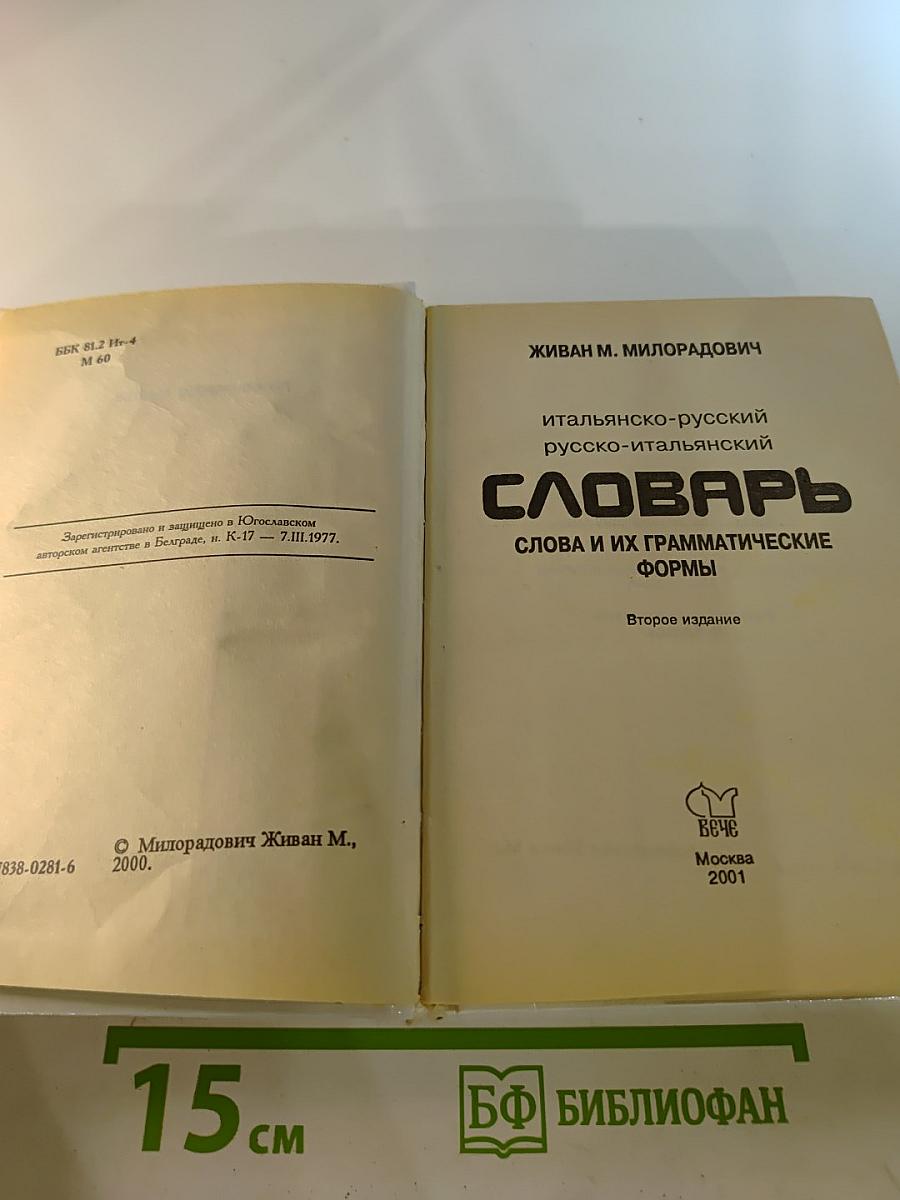 ББК 81.2 Ит-4
М 60
Зарегистрировано и защищено в Югославском
авторском агентстве в Белграде, н. К-17 — 7.III.1977.
© Милорадович Живан М.,
2000.
7838-0281-6
ЖИВАН М. МИЛОРАДОВИЧ
итальянско-русский
русско-итальянский
СЛОВАРЬ
СЛОВА И ИХ ГРАММАТИЧЕСКИЕ
ФОРМЫ
Второе издание
ВЕЧЕ
Москва
2001
15 см
БФ БИБЛИОФАН